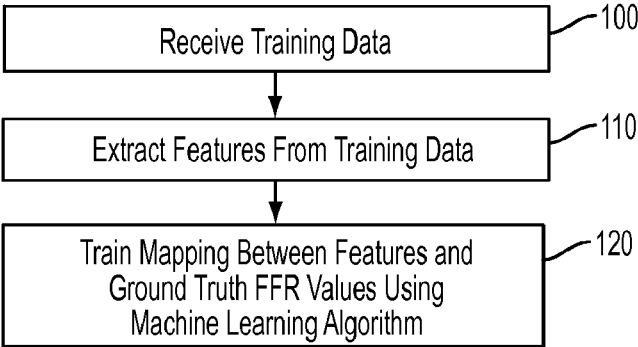 Receive Training Data
100
Extract Features From Training Data
110
Train Mapping Between Features and
Ground Truth FFR Values Using
Machine Learning Algorithm
120